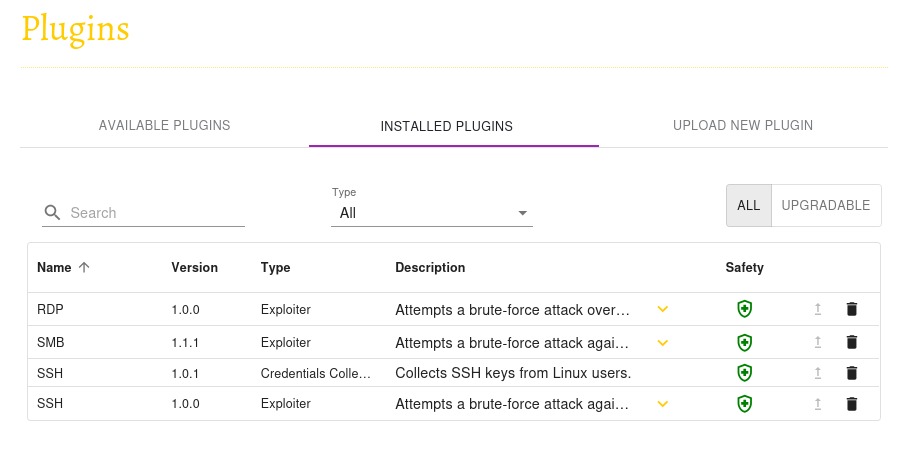 Plugins
AVAILABLE PLUGINS INSTALLED PLUGINS UPLOAD NEW PLUGIN
Type
Search All ALL UPGRADABLE
Name Version Type Description Safety
RDP 1.0.0 Exploiter Attempts a brute-force attack over...
SMB 1.1.1 Exploiter Attempts a brute-force attack agai...
SSH 1.0.1 Credentials Colle... Collects SSH keys from Linux users.
SSH 1.0.0 Exploiter Attempts a brute-force attack agai...